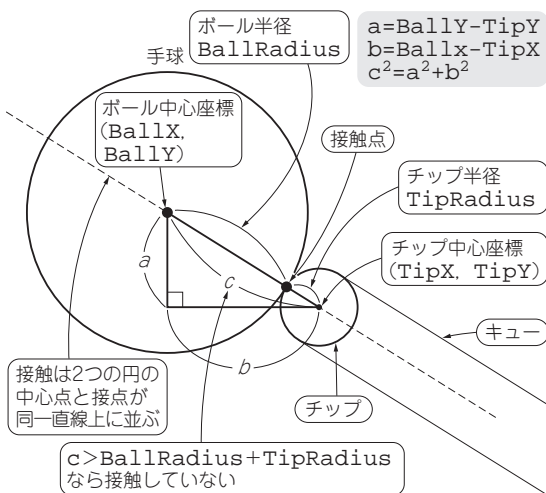 ボール半径
BallRadius
a=BallY-TipY
b=Ballx-TipX
c²=a²+b²
手球
ボール中心座標
(BallX,
BallY)
接触点
チップ半径
TipRadius
チップ中心座標
(TipX, TipY)
a
c
b
キュー
接触は2つの円の
中心点と接点が
同一直線上に並ぶ
チップ
c>BallRadius+TipRadius
なら接触していない